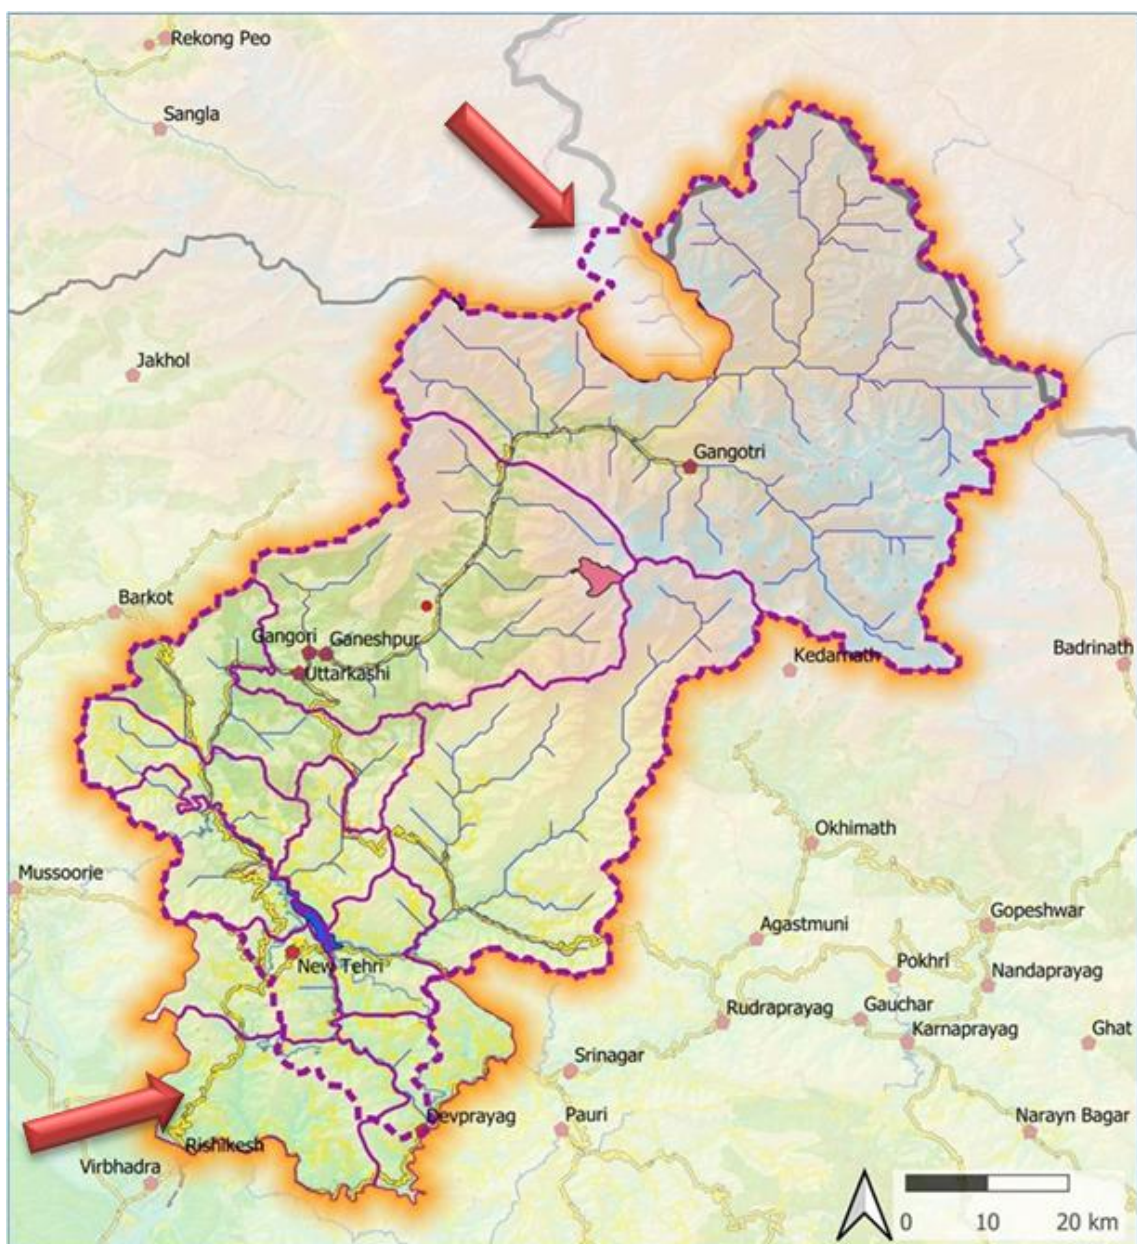 Rekong Peo
Sangla
Jakhol
Gangotri
Barkot
Gangori
Ganeshpur
Uttarkashi
Kedarnath
Badrinath
Okhimath
Mussoorie
Agastmuni
Gopeshwar
New Tehri
Pokhri
Nandaprayag
Rudraprayag
Gauchar
Karnaprayag
Ghat
Srinagar
Devprayag
Pauri
Narayn Bagar
Rishikesh
Virbhadra
0 10 20 km